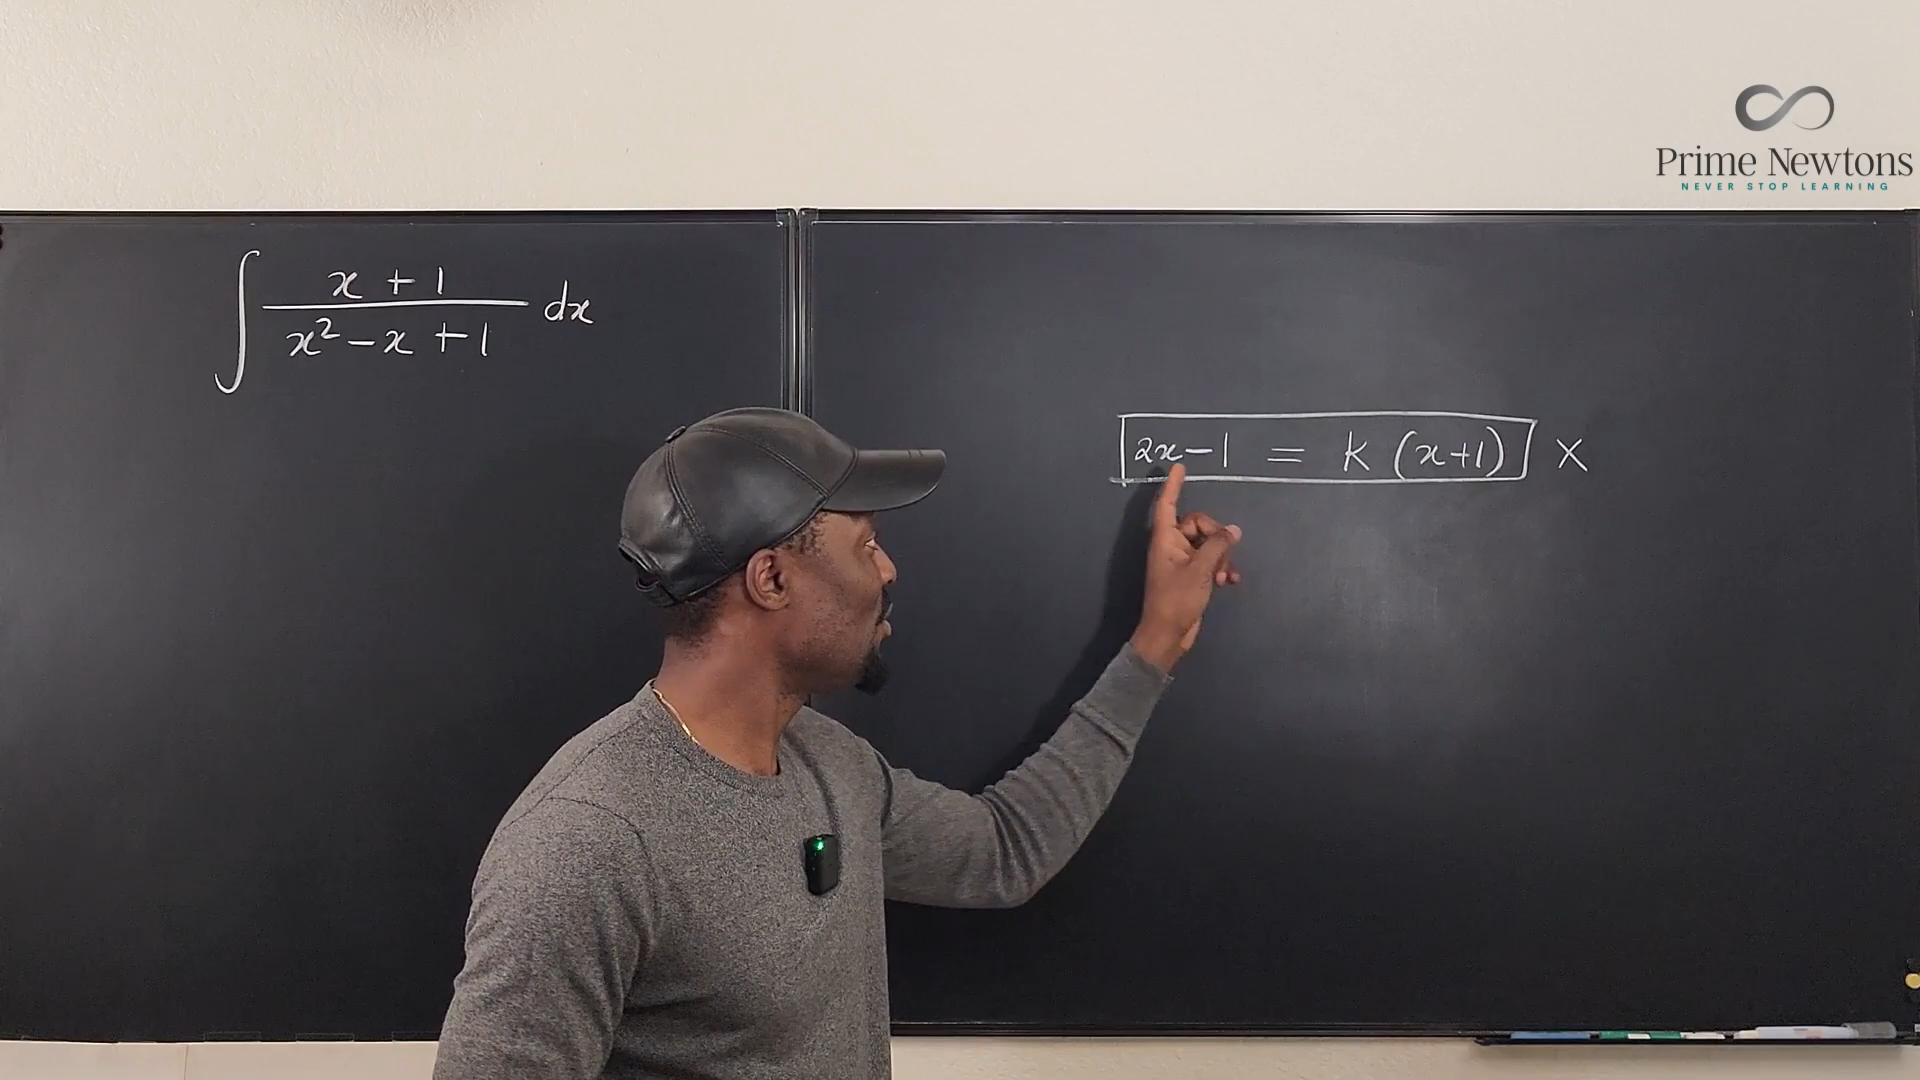 Prime Newtons
NEVER STOP LEARNING
∫ x + 1 / x² - x + 1 dx
2x - 1 = k (x+1) X